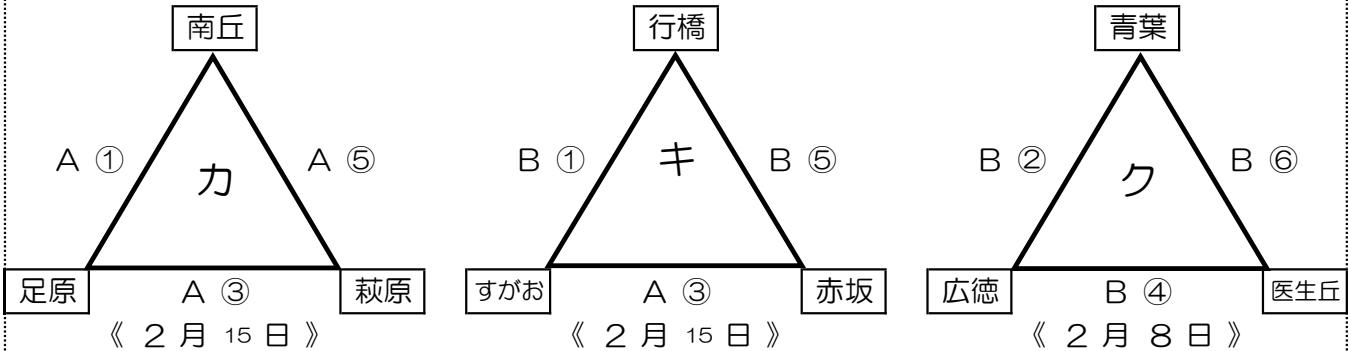 南丘 行橋 青葉
A ① カ A ⑤ B ① キ B ⑤ B ② ク B ⑥
足原 A ③ 萩原 すがお A ③ 赤坂 広徳 B ④ 医生丘
《 2 月 15 日 》 《 2 月 15 日 》 《 2 月 8 日 》